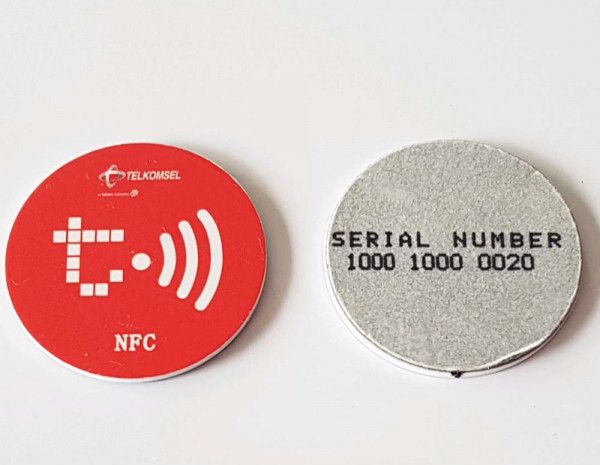 TELKOMSEL
t
NFC
SERIAL NUMBER
1000 1000 0020